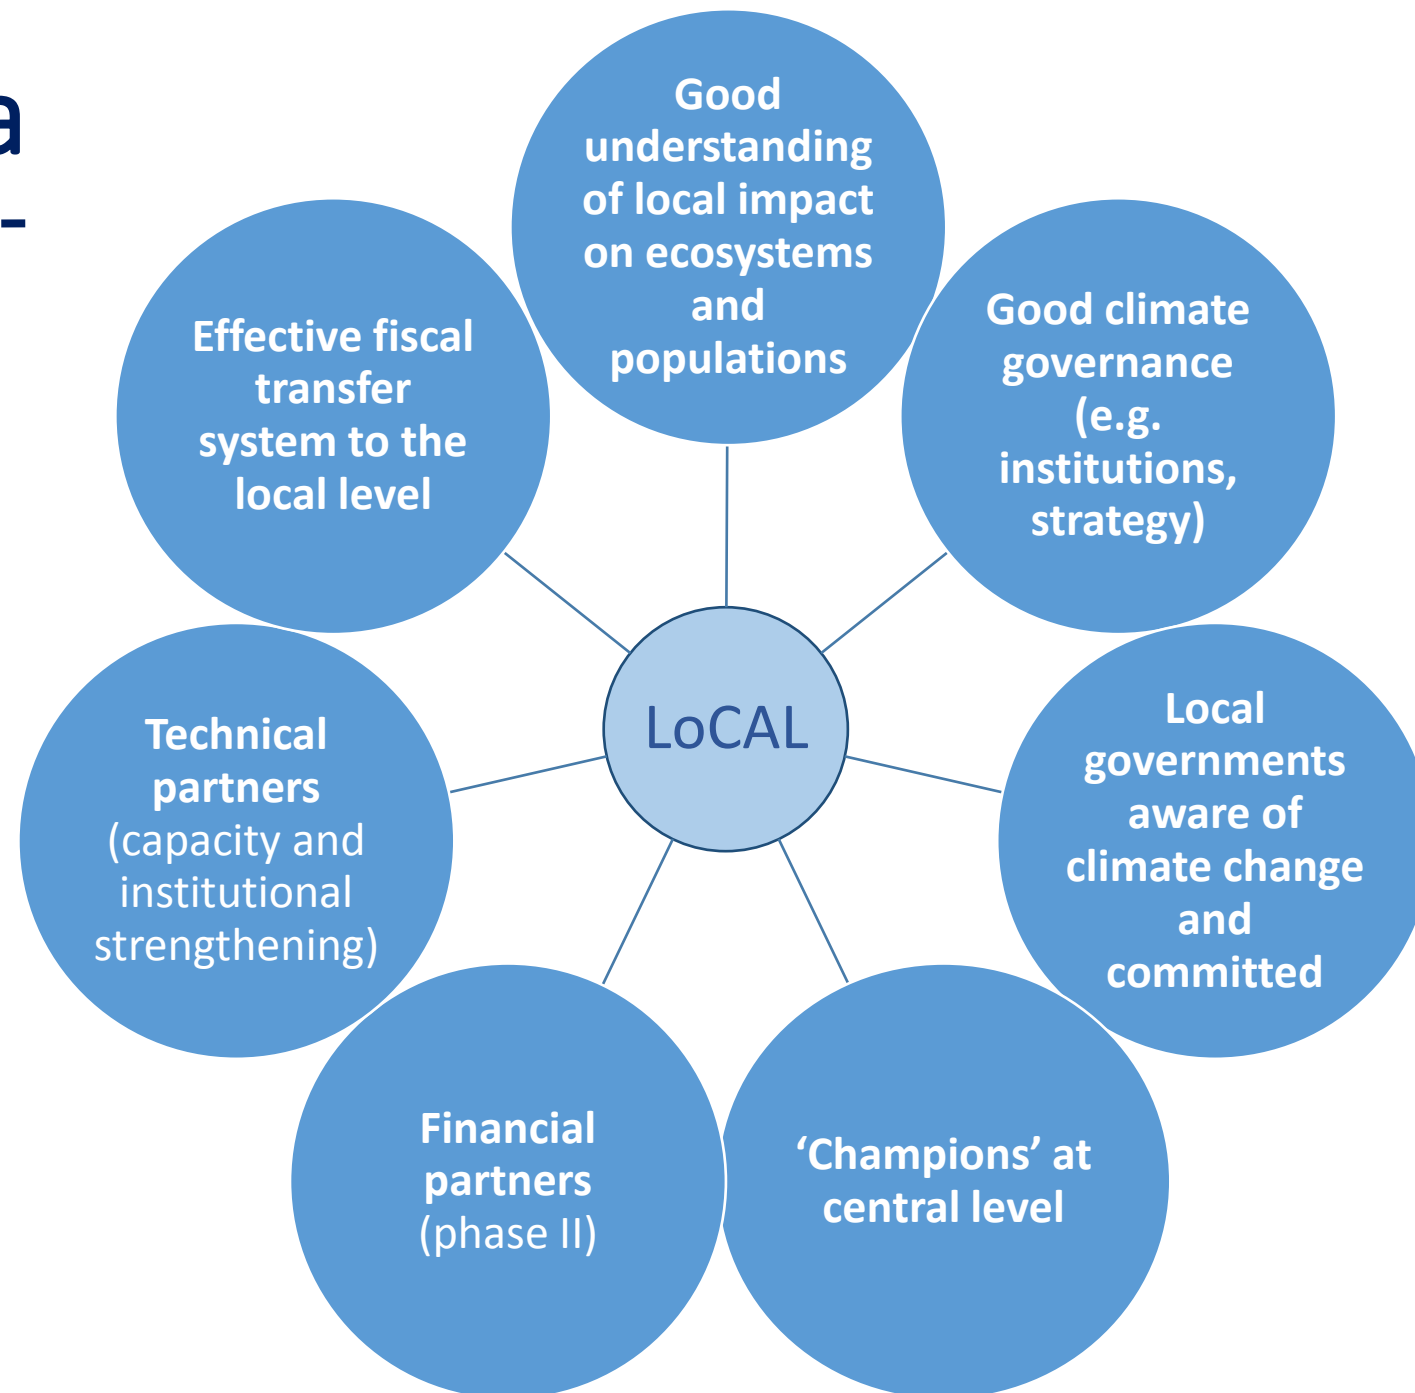 a
-
Good
understanding
of local impact
on ecosystems
and
populations
Good climate
governance
(e.g.
institutions,
strategy)
Local
governments
aware of
climate change
and
committed
‘Champions’ at
central level
Financial
partners
(phase II)
Technical
partners
(capacity and
institutional
strengthening)
Effective fiscal
transfer
system to the
local level
LoCAL